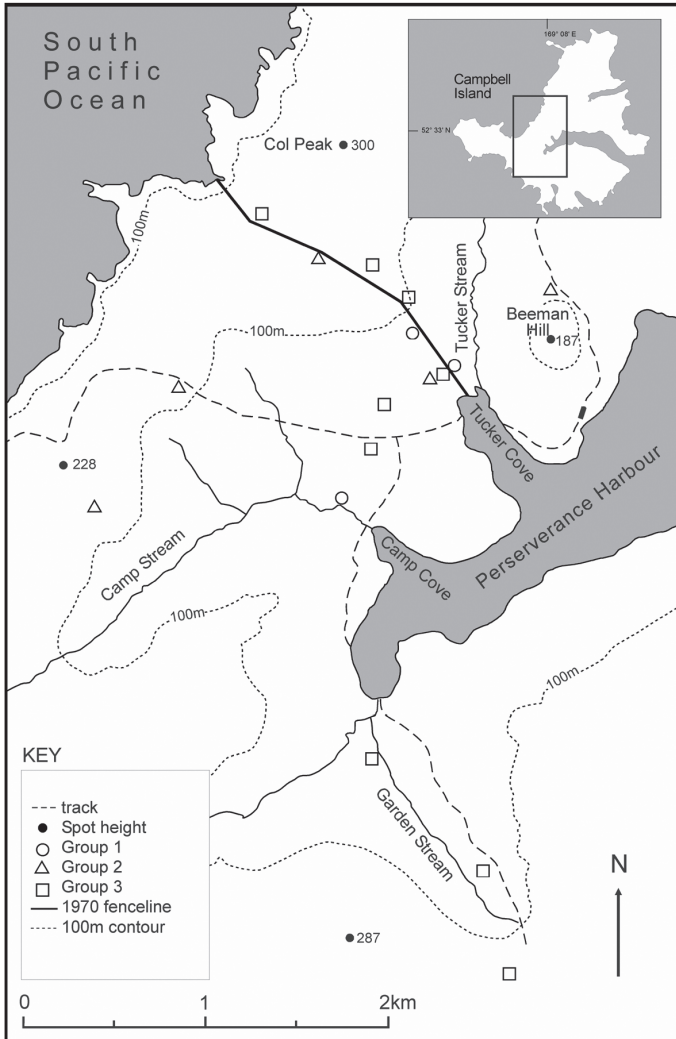 South
Pacific
Ocean
Col Peak
300
169° 08' E
Campbell
Island
52° 33' N
100m
Tucker Stream
Beeman
Hill
187
100m
Tucker Cove
228
Perserverance Harbour
Camp Stream
Camp Cove
100m
100m
Garden Stream
287
KEY
track
Spot height
Group 1
Group 2
Group 3
1970 fenceline
100m contour
N
0
1
2km